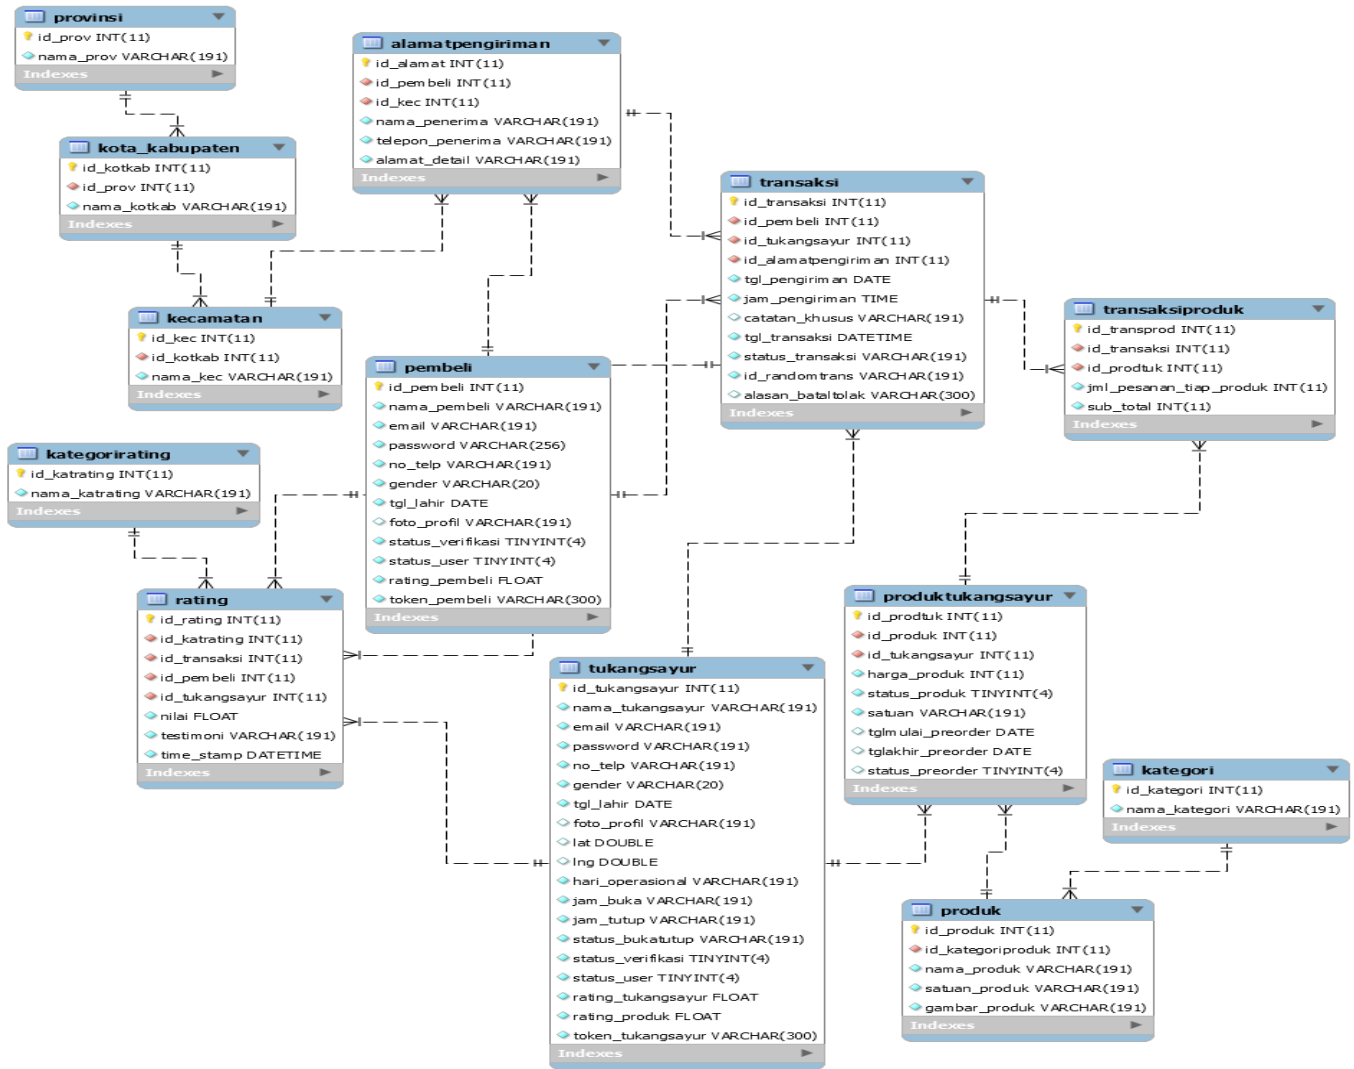 provinsi
id_prov INT(11)
nama_prov VARCHAR(191)
Indexes
kota_kabupaten
id_kotkab INT(11)
id_prov INT(11)
nama_kotkab VARCHAR(191)
Indexes
kecamatan
id_kec INT(11)
id_kotkab INT(11)
nama_kec VARCHAR(191)
Indexes
alamatpengiriman
id_alamat INT(11)
id_pembeli INT(11)
id_kec INT(11)
nama_penerima VARCHAR(191)
telepon_penerima VARCHAR(191)
alamat_detail VARCHAR(191)
Indexes
transaksi
id_transaksi INT(11)
id_pembeli INT(11)
id_tukangsayur INT(11)
id_alamatpengiriman INT(11)
tgl_pengiriman DATE
jam_pengiriman TIME
catatan_khusus VARCHAR(191)
tgl_transaksi DATETIME
status_transaksi VARCHAR(191)
id_randomtrans VARCHAR(191)
alasan_bataltolak VARCHAR(300)
Indexes
transaksiproduk
id_transprod INT(11)
id_transaksi INT(11)
id_prodtuk INT(11)
jml_pesanan_tiap_produk INT(11)
sub_total INT(11)
Indexes
pembeli
id_pembeli INT(11)
nama_pembeli VARCHAR(191)
email VARCHAR(191)
password VARCHAR(256)
no_telp VARCHAR(191)
gender VARCHAR(20)
tgl_lahir DATE
foto_profil VARCHAR(191)
status_verifikasi TINYINT(4)
status_user TINYINT(4)
rating_pembeli FLOAT
token_pembeli VARCHAR(300)
Indexes
kategorirating
id_katrating INT(11)
nama_katrating VARCHAR(191)
Indexes
rating
id_rating INT(11)
id_katrating INT(11)
id_transaksi INT(11)
id_pembeli INT(11)
id_tukangsayur INT(11)
nilai FLOAT
testimoni VARCHAR(191)
time_stamp DATETIME
Indexes
tukangsayur
id_tukangsayur INT(11)
nama_tukangsayur VARCHAR(191)
email VARCHAR(191)
password VARCHAR(191)
no_telp VARCHAR(191)
gender VARCHAR(20)
tgl_lahir DATE
foto_profil VARCHAR(191)
lat DOUBLE
lng DOUBLE
hari_operasional VARCHAR(191)
jam_buka VARCHAR(191)
jam_tutup VARCHAR(191)
status_bukatutup VARCHAR(191)
status_verifikasi TINYINT(4)
status_user TINYINT(4)
rating_tukangsayur FLOAT
rating_produk FLOAT
token_tukangsayur VARCHAR(300)
Indexes
produktukangsayur
id_prodtuk INT(11)
id_produk INT(11)
id_tukangsayur INT(11)
harga_produk INT(11)
status_produk TINYINT(4)
satuan VARCHAR(191)
tglmulai_preorder DATE
tglakhir_preorder DATE
status_preorder TINYINT(4)
Indexes
kategori
id_kategori INT(11)
nama_kategori VARCHAR(191)
Indexes
produk
id_produk INT(11)
id_kategoriproduk INT(11)
nama_produk VARCHAR(191)
satuan_produk VARCHAR(191)
gambar_produk VARCHAR(191)
Indexes